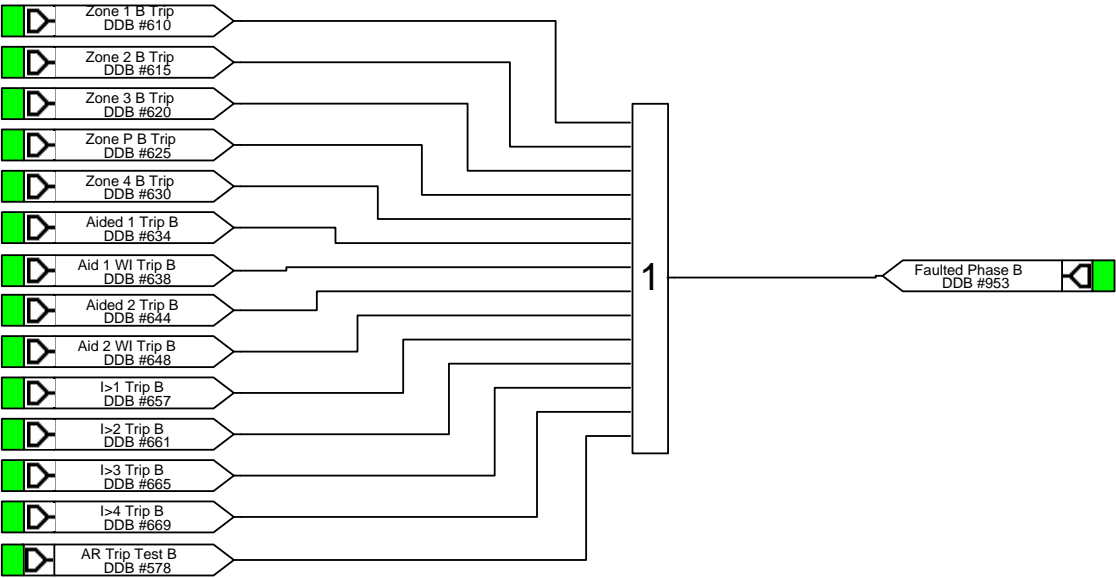 Zone 1 B Trip
DDB #610
Zone 2 B Trip
DDB #615
Zone 3 B Trip
DDB #620
Zone P B Trip
DDB #625
Zone 4 B Trip
DDB #630
Aided 1 Trip B
DDB #634
Aid 1 WI Trip B
DDB #638
Aided 2 Trip B
DDB #644
Aid 2 WI Trip B
DDB #648
I>1 Trip B
DDB #657
I>2 Trip B
DDB #661
I>3 Trip B
DDB #665
I>4 Trip B
DDB #669
AR Trip Test B
DDB #578
1
Faulted Phase B
DDB #953